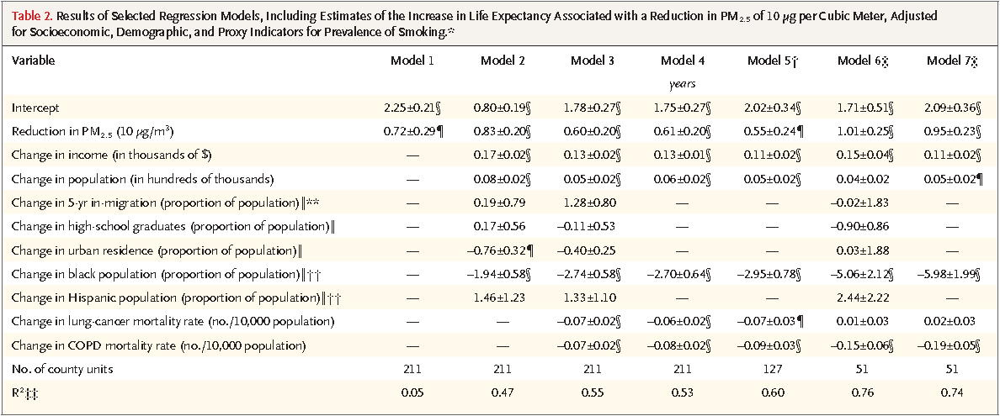 Table 2. Results of Selected Regression Models, Including Estimates of the Increase in Life Expectancy Associated with a Reduction in PM2.5 of 10 µg per Cubic Meter, Adjusted
for Socioeconomic, Demographic, and Proxy Indicators for Prevalence of Smoking.*
Variable Model 1 Model 2 Model 3 Model 4 Model 5† Model 6‡ Model 7‡
years
Intercept 2.25±0.21§ 0.80±0.19§ 1.78±0.27§ 1.75±0.27§ 2.02±0.34§ 1.71±0.51§ 2.09±0.36§
Reduction in PM2.5 (10 µg/m³) 0.72±0.29¶ 0.83±0.20§ 0.60±0.20§ 0.61±0.20§ 0.55±0.24¶ 1.01±0.25§ 0.95±0.23§
Change in income (in thousands of $) — 0.17±0.02§ 0.13±0.02§ 0.13±0.01§ 0.11±0.02§ 0.15±0.04§ 0.11±0.02§
Change in population (in hundreds of thousands) — 0.08±0.02§ 0.05±0.02§ 0.06±0.02§ 0.05±0.02§ 0.04±0.02 0.05±0.02¶
Change in 5-yr in-migration (proportion of population)‖** — 0.19±0.79 1.28±0.80 — — –0.02±1.83 —
Change in high-school graduates (proportion of population)‖ — 0.17±0.56 –0.11±0.53 — — –0.90±0.86 —
Change in urban residence (proportion of population)‖ — –0.76±0.32¶ –0.40±0.25 — — 0.03±1.88 —
Change in black population (proportion of population)‖†† — –1.94±0.58§ –2.74±0.58§ –2.70±0.64§ –2.95±0.78§ –5.06±2.12§ –5.98±1.99§
Change in Hispanic population (proportion of population)‖†† — 1.46±1.23 1.33±1.10 — — 2.44±2.22 —
Change in lung-cancer mortality rate (no./10,000 population) — — –0.07±0.02§ –0.06±0.02§ –0.07±0.03¶ 0.01±0.03 0.02±0.03
Change in COPD mortality rate (no./10,000 population) — — –0.07±0.02§ –0.08±0.02§ –0.09±0.03§ –0.15±0.06§ –0.19±0.05§
No. of county units 211 211 211 211 127 51 51
R²‡‡ 0.05 0.47 0.55 0.53 0.60 0.76 0.74